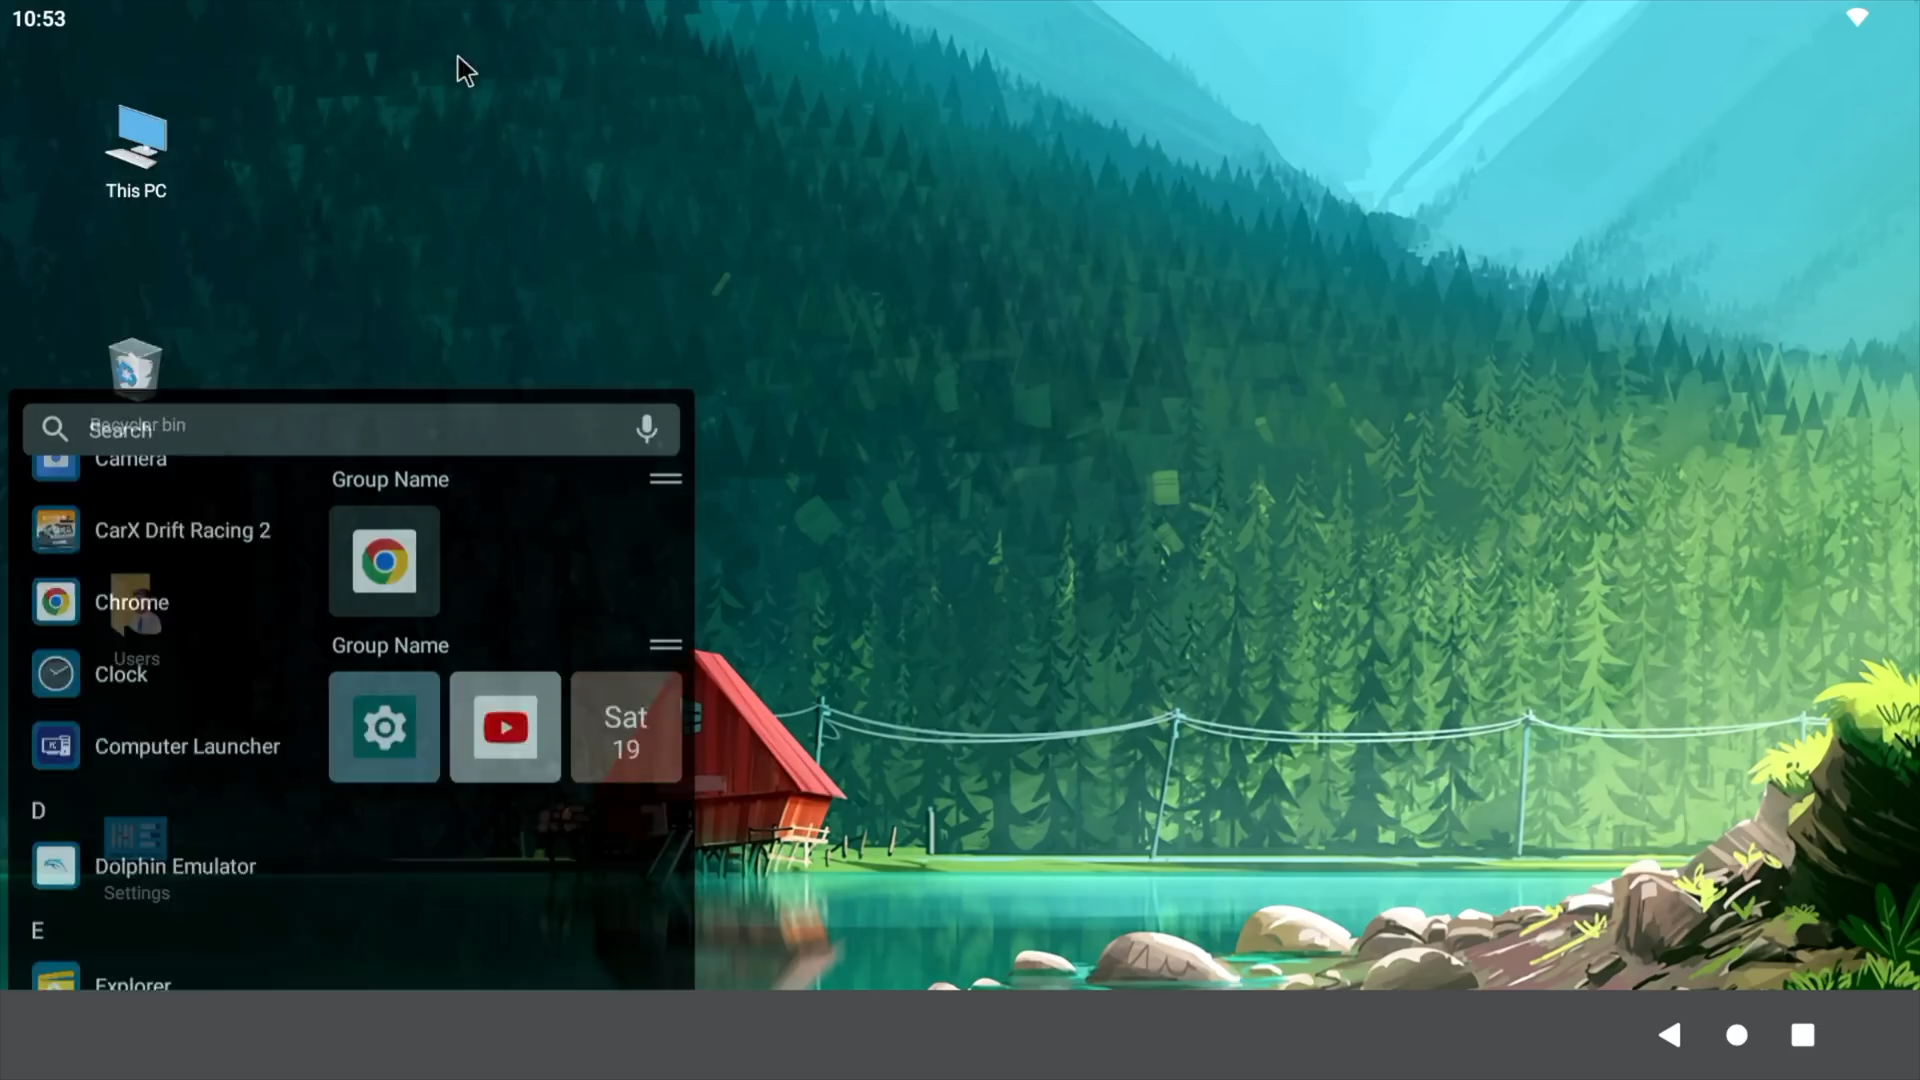 10:53
This PC
Recycler bin
Search
Camera
Group Name
CarX Drift Racing 2
Chrome
Users
Group Name
Clock
Sat
19
Computer Launcher
D
Dolphin Emulator
Settings
E
Explorer